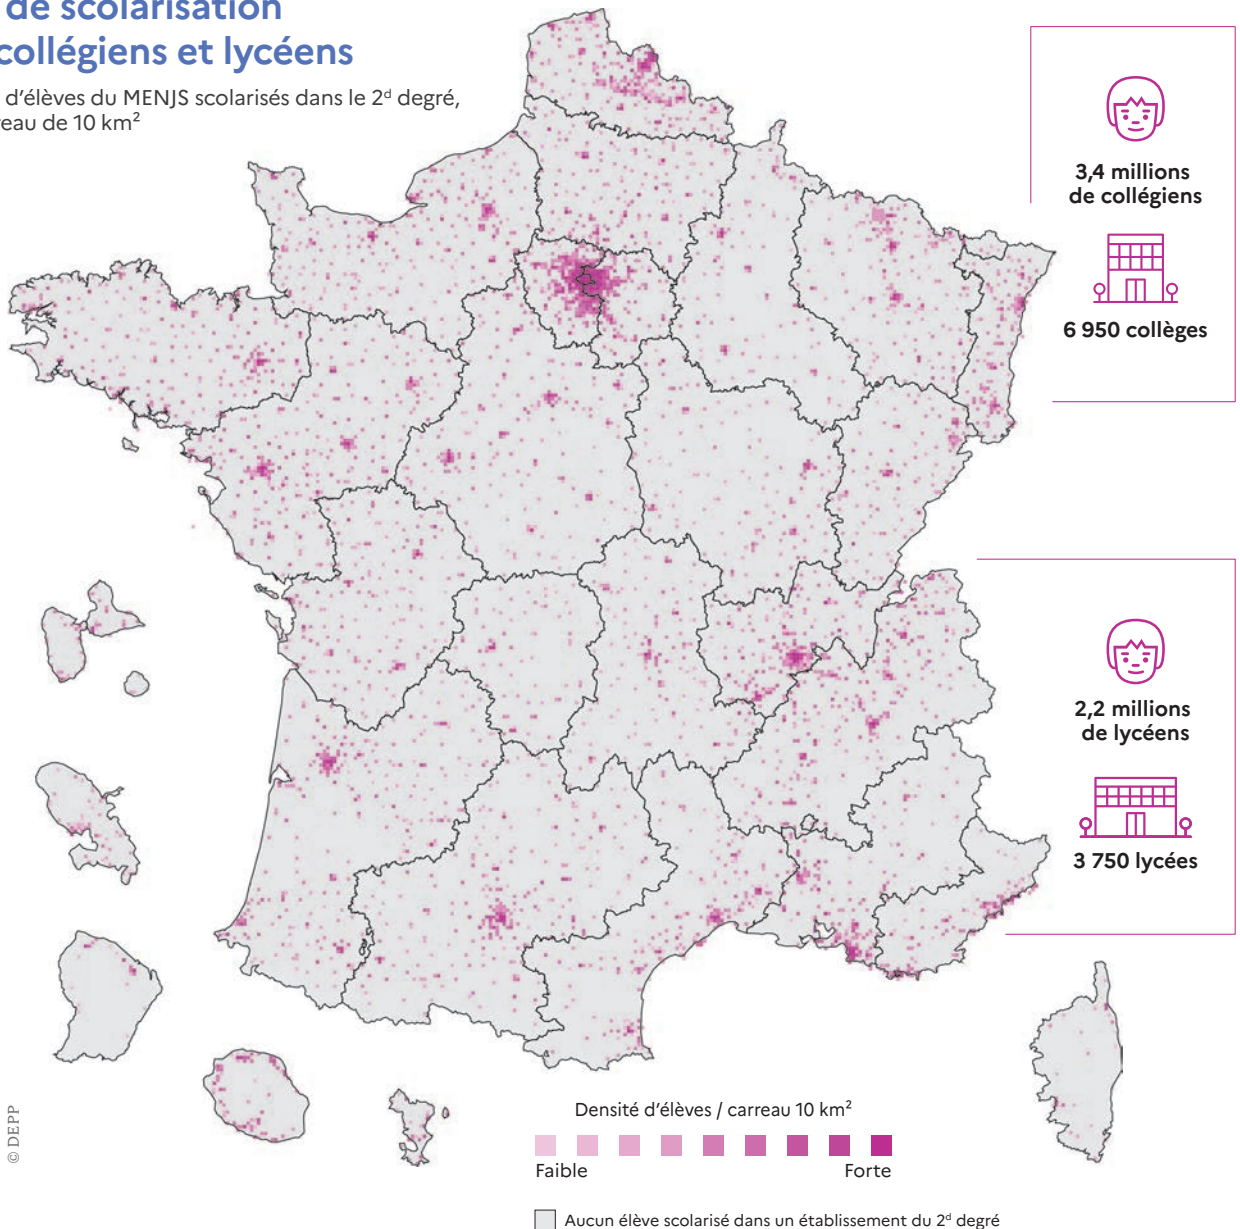 de scolarisation
collégiens et lycéens
d'élèves du MENJS scolarisés dans le 2d degré,
reau de 10 km²
3,4 millions
de collégiens
6 950 collèges
2,2 millions
de lycéens
3 750 lycées
Densité d'élèves / carreau 10 km²
Faible Forte
Aucun élève scolarisé dans un établissement du 2d degré
© DEPP